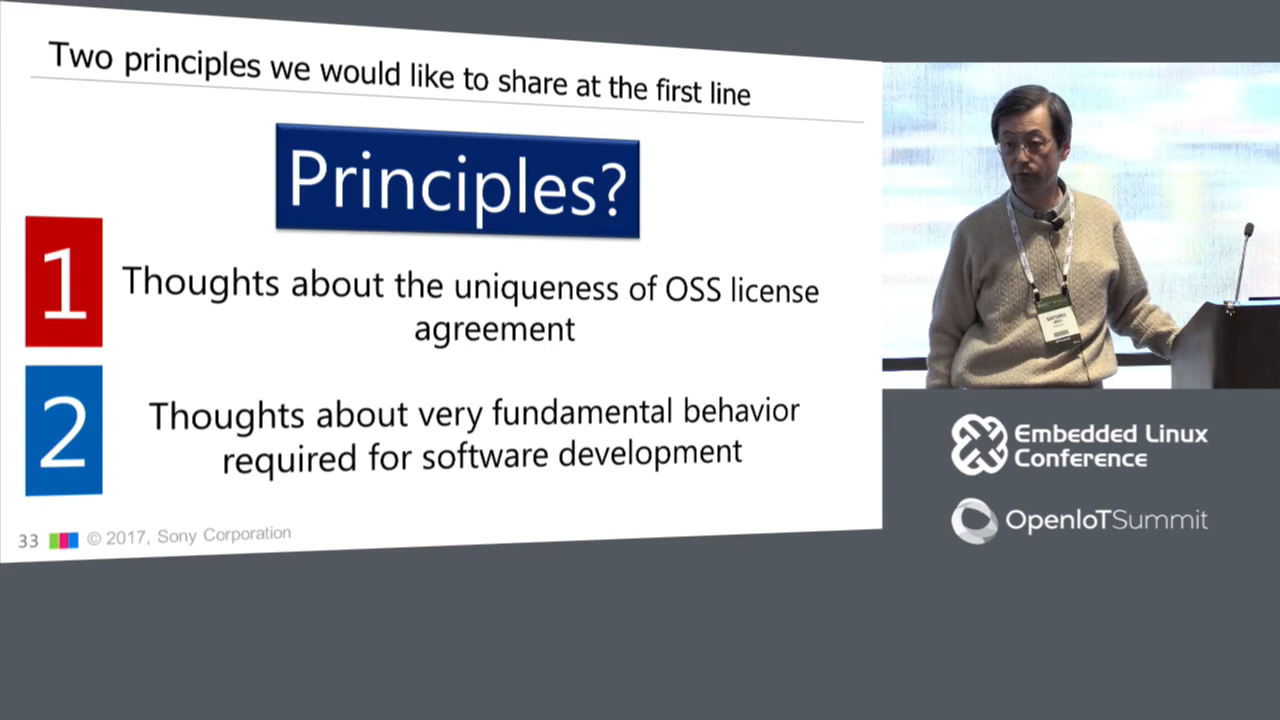 Two principles we would like to share at the first line
Principles?
1
Thoughts about the uniqueness of OSS license
agreement
2
Thoughts about very fundamental behavior
required for software development
33
© 2017, Sony Corporation
Embedded Linux
Conference
OpenIoTSummit